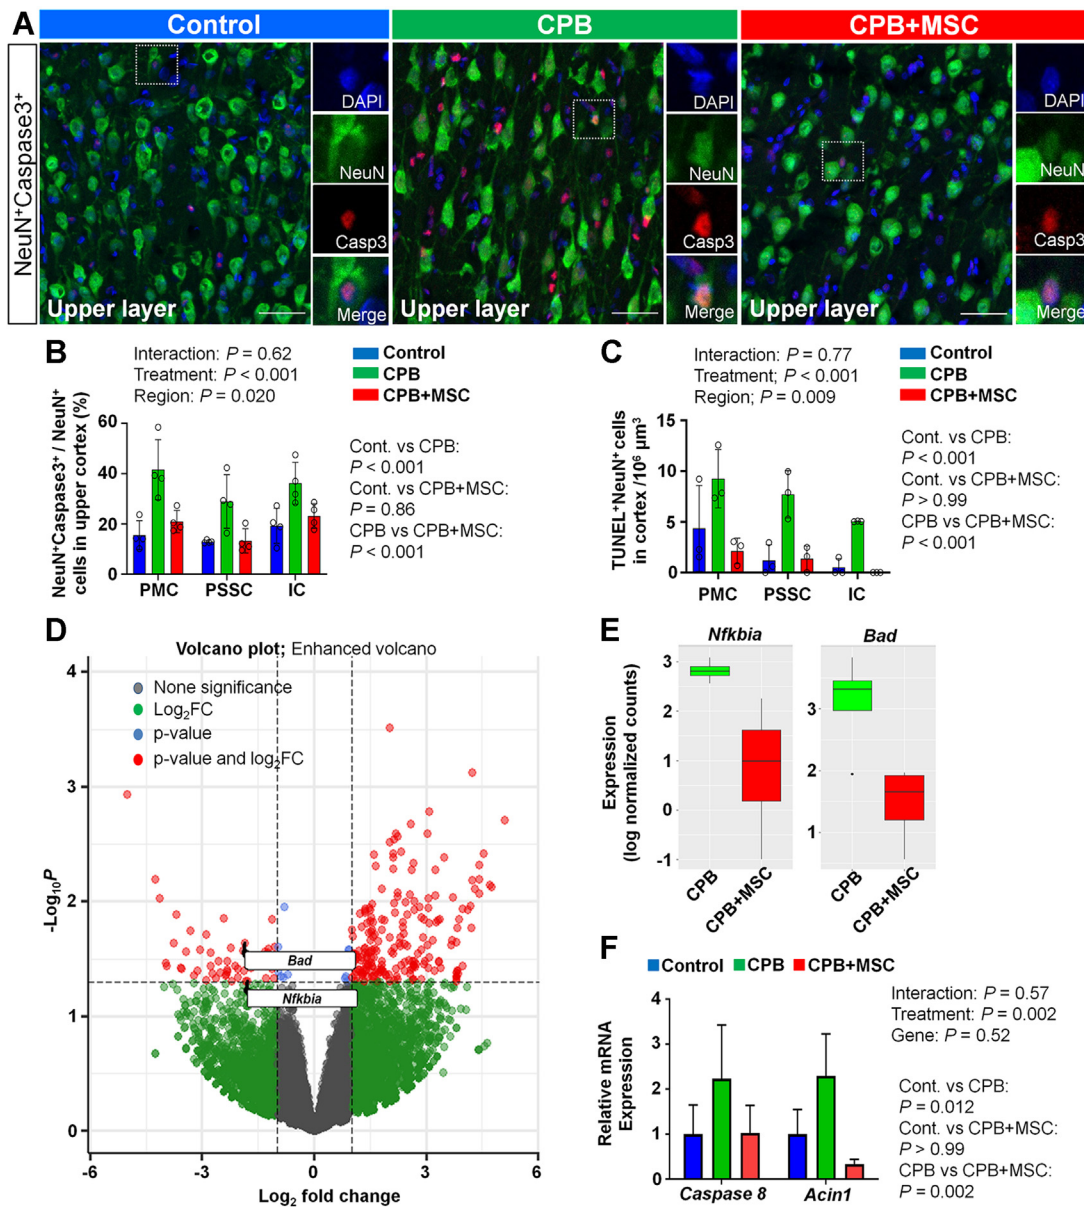 A
Control
CPB
CPB+MSC
NeuN⁺Caspase3⁺
DAPI
NeuN
Casp3
Merge
Upper layer
DAPI
NeuN
Casp3
Merge
Upper layer
DAPI
NeuN
Casp3
Merge
Upper layer
B
Interaction: P = 0.62
Treatment: P < 0.001
Region: P = 0.020
Control
CPB
CPB+MSC
NeuN⁺Caspase3⁺ / NeuN⁺
cells in upper cortex (%)
60
40
20
0
PMC
PSSC
IC
Cont. vs CPB:
P < 0.001
Cont. vs CPB+MSC:
P = 0.86
CPB vs CPB+MSC:
P < 0.001
C
Interaction: P = 0.77
Treatment; P < 0.001
Region; P = 0.009
Control
CPB
CPB+MSC
TUNEL⁺NeuN⁺ cells
in cortex /10⁶ μm³
15
10
5
0
PMC
PSSC
IC
Cont. vs CPB:
P < 0.001
Cont. vs CPB+MSC:
P > 0.99
CPB vs CPB+MSC:
P < 0.001
D
Volcano plot; Enhanced volcano
None significance
Log₂FC
p-value
p-value and log₂FC
-Log₁₀P
4
3
2
1
0
Bad
Nfkbia
-6
-3
0
3
6
Log₂ fold change
E
Nfkbia
Bad
Expression
(log normalized counts)
3
2
1
0
-1
3
2
1
CPB
CPB+MSC
CPB
CPB+MSC
F
Control
CPB
CPB+MSC
Relative mRNA
Expression
4
3
2
1
0
Caspase 8
Acin1
Interaction: P = 0.57
Treatment: P = 0.002
Gene: P = 0.52
Cont. vs CPB:
P = 0.012
Cont. vs CPB+MSC:
P > 0.99
CPB vs CPB+MSC:
P = 0.002